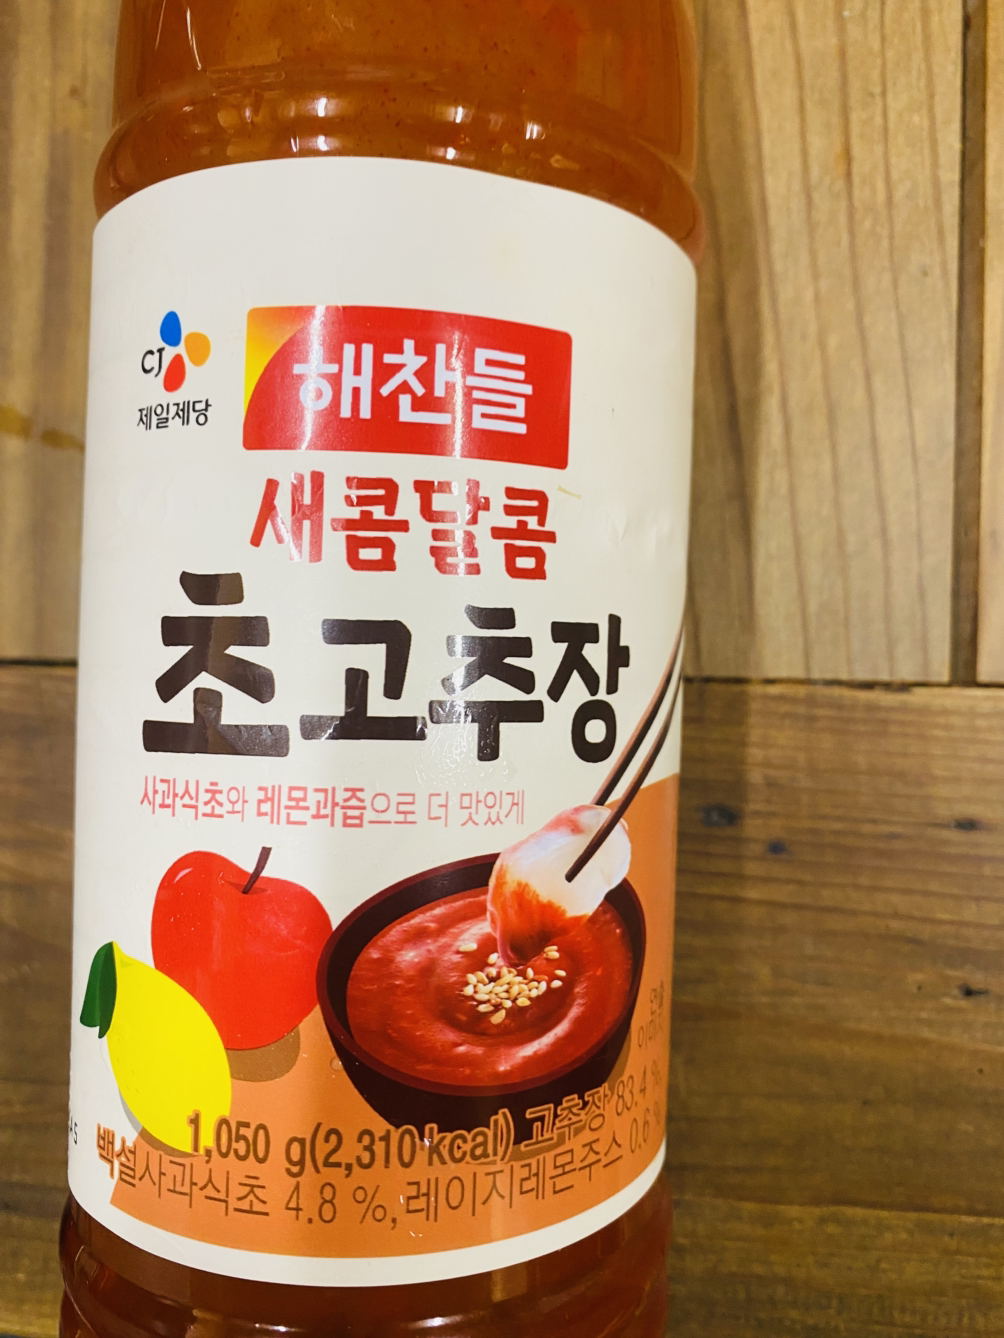 CJ
제일제당
해찬들
새콤달콤
초고추장
사과식초와 레몬과즙으로 더 맛있게
1,050 g(2,310 kcal) 고추장 83.4 %,
백설사과식초 4.8 %, 레이지레몬주스 0.6 %